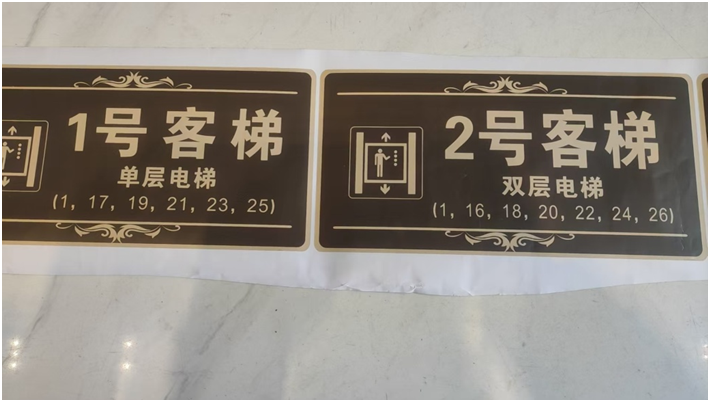 1号客梯
单层电梯
(1, 17, 19, 21, 23, 25)
2号客梯
双层电梯
(1, 16, 18, 20, 22, 24, 26)